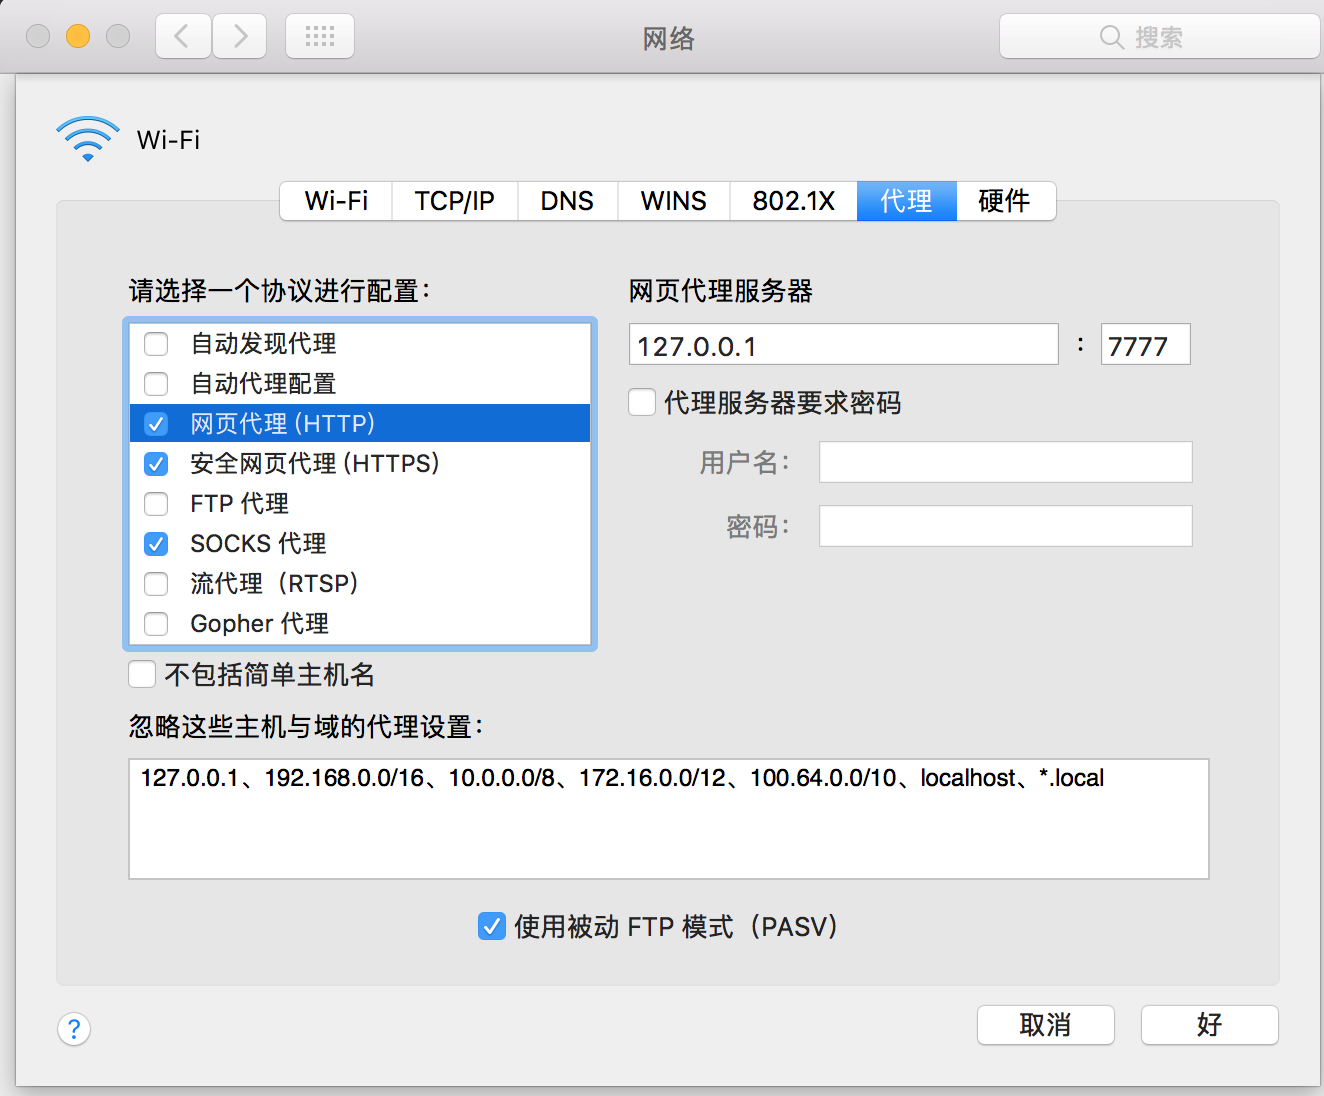 网络
搜索
Wi-Fi
Wi-Fi TCP/IP DNS WINS 802.1X 代理 硬件
请选择一个协议进行配置：
自动发现代理
自动代理配置
网页代理 (HTTP)
安全网页代理 (HTTPS)
FTP 代理
SOCKS 代理
流代理（RTSP）
Gopher 代理
网页代理服务器
127.0.0.1 : 7777
代理服务器要求密码
用户名：
密码：
不包括简单主机名
忽略这些主机与域的代理设置：
127.0.0.1、192.168.0.0/16、10.0.0.0/8、172.16.0.0/12、100.64.0.0/10、localhost、*.local
使用被动 FTP 模式（PASV）
?
取消
好